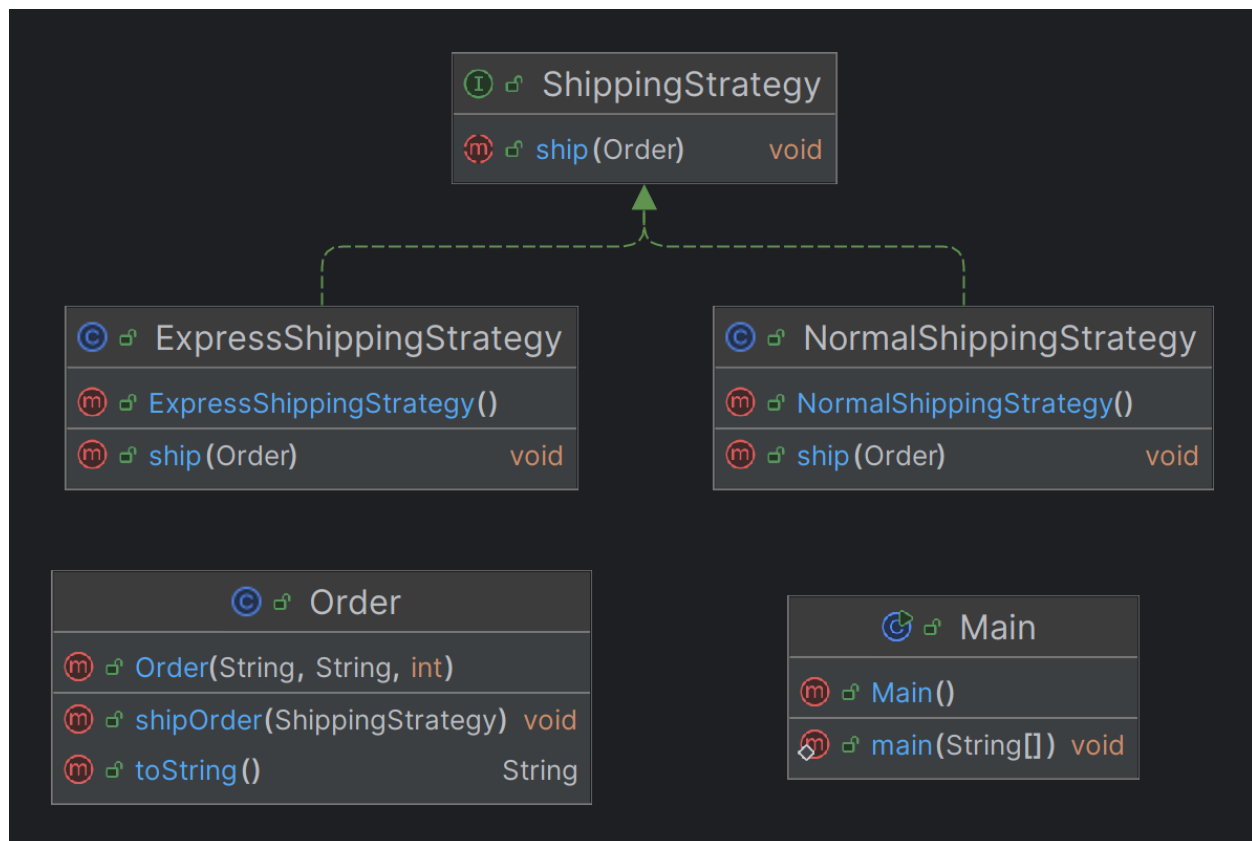 ShippingStrategy
ship(Order) void
ExpressShippingStrategy
ExpressShippingStrategy()
ship(Order) void
NormalShippingStrategy
NormalShippingStrategy()
ship(Order) void
Order
Order(String, String, int)
shipOrder(ShippingStrategy) void
toString() String
Main
Main()
main(String[]) void